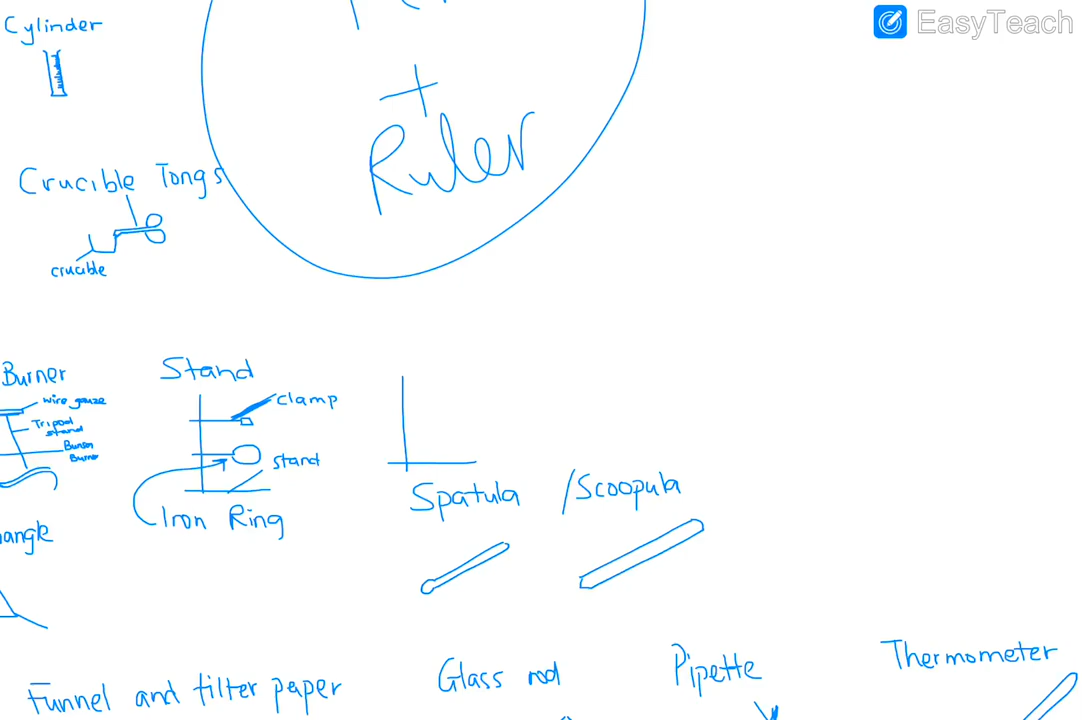 Cylinder
EasyTeach
+
Ruler
Crucible Tongs
crucible
Burner
wire gauze
Tripod
stand
Bunsen
Burner
Stand
clamp
stand
Iron Ring
Spatula /Scoopula
Funnel and filter paper
Glass rod
Pipette
Thermometer